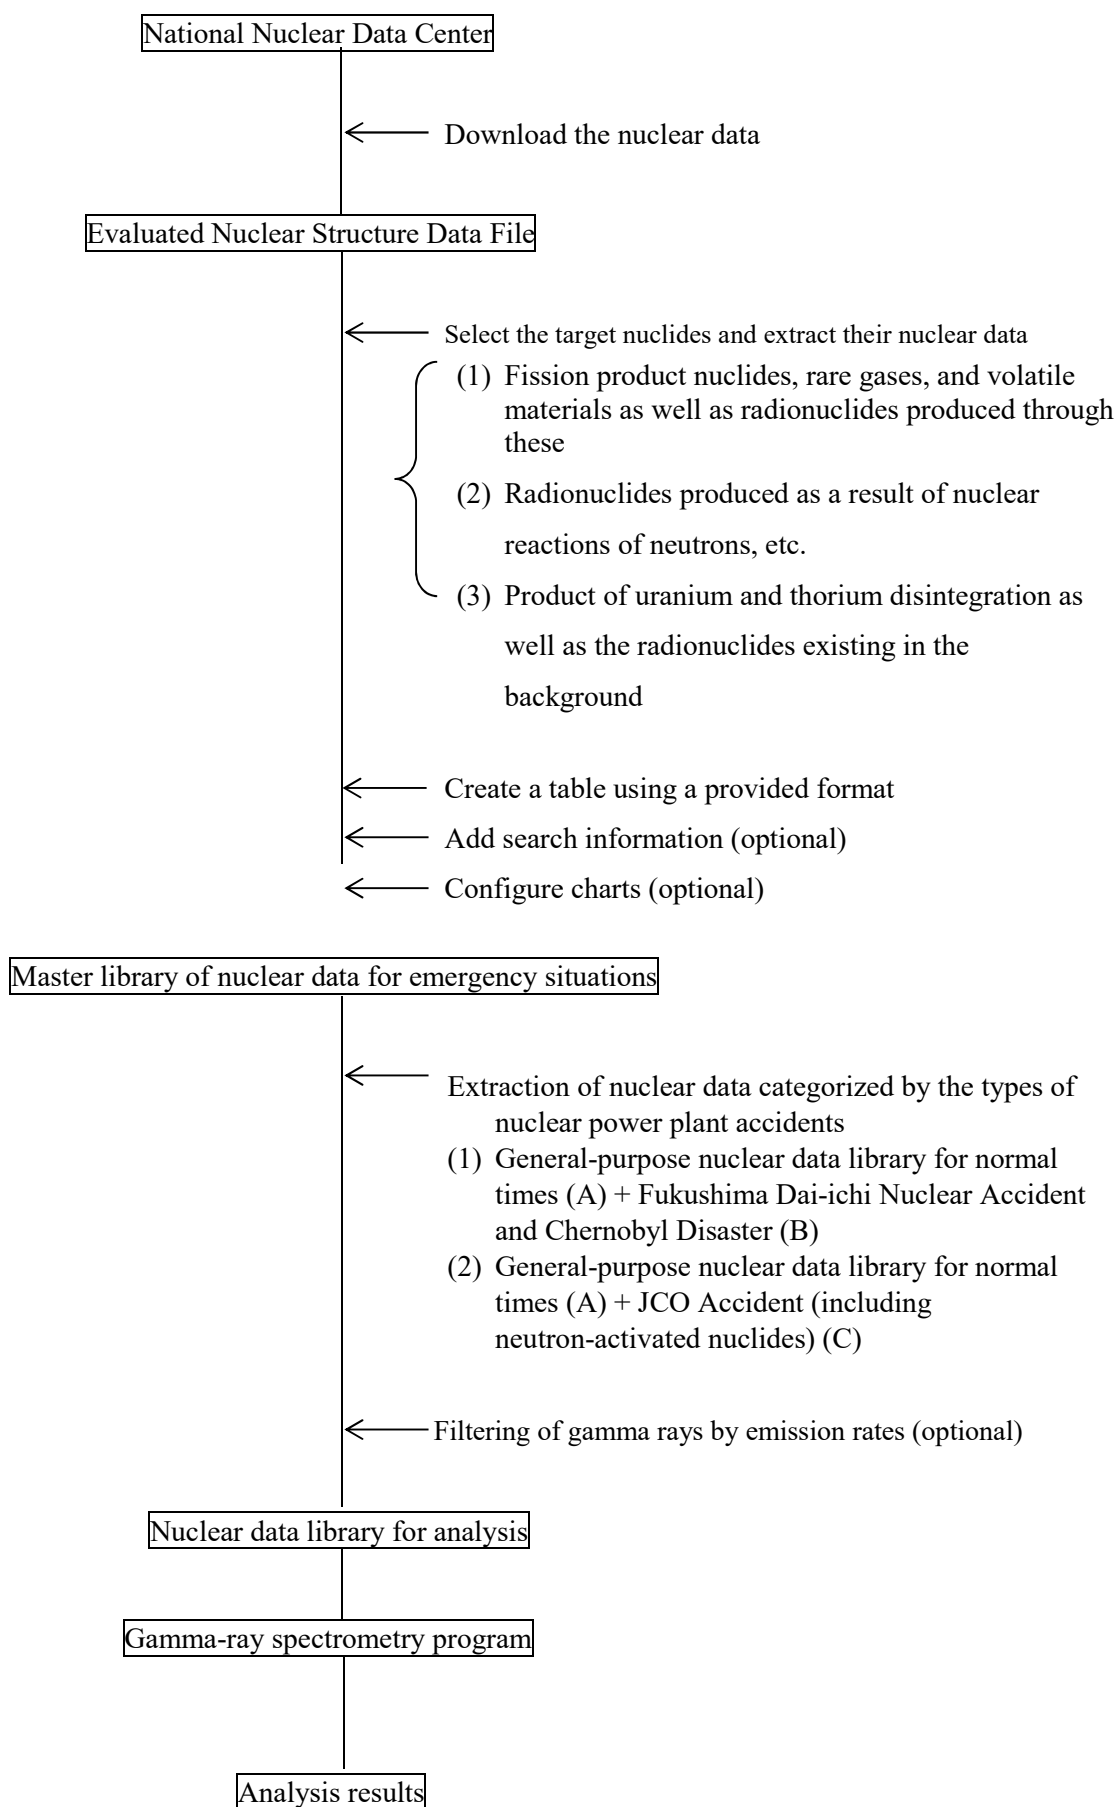 National Nuclear Data Center
Download the nuclear data
Evaluated Nuclear Structure Data File
Select the target nuclides and extract their nuclear data
(1) Fission product nuclides, rare gases, and volatile
materials as well as radionuclides produced through
these
(2) Radionuclides produced as a result of nuclear
reactions of neutrons, etc.
(3) Product of uranium and thorium disintegration as
well as the radionuclides existing in the
background
Create a table using a provided format
Add search information (optional)
Configure charts (optional)
Master library of nuclear data for emergency situations
Extraction of nuclear data categorized by the types of
nuclear power plant accidents
(1) General-purpose nuclear data library for normal
times (A) + Fukushima Dai-ichi Nuclear Accident
and Chernobyl Disaster (B)
(2) General-purpose nuclear data library for normal
times (A) + JCO Accident (including
neutron-activated nuclides) (C)
Filtering of gamma rays by emission rates (optional)
Nuclear data library for analysis
Gamma-ray spectrometry program
Analysis results